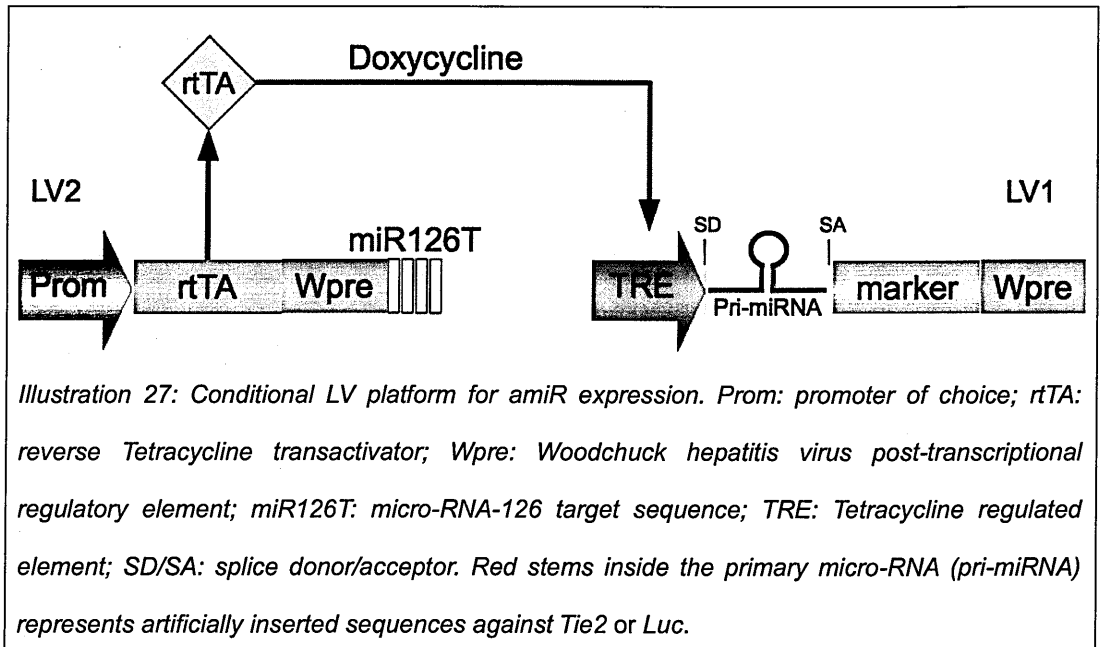 Doxycycline
rtTA
LV2
LV1
miR126T
SD
SA
Prom
rtTA
Wpre
TRE
Pri-miRNA
marker
Wpre
Illustration 27: Conditional LV platform for amiR expression. Prom: promoter of choice; rtTA:
reverse Tetracycline transactivator; Wpre: Woodchuck hepatitis virus post-transcriptional
regulatory element; miR126T: micro-RNA-126 target sequence; TRE: Tetracycline regulated
element; SD/SA: splice donor/acceptor. Red stems inside the primary micro-RNA (pri-miRNA)
represents artificially inserted sequences against Tie2 or Luc.